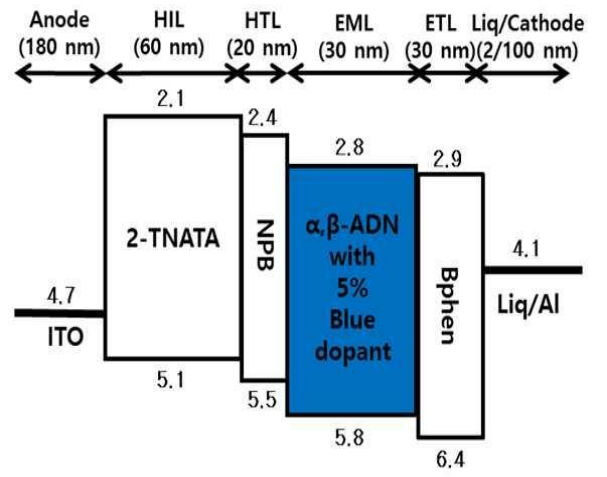 Anode HIL HTL EML ETL Liq/Cathode
(180 nm) (60 nm) (20 nm) (30 nm) (30 nm) (2/100 nm)
2.1
2.4
2.8
2.9
4.7
ITO
2-TNATA
5.1
NPB
5.5
α,β-ADN
with
5%
Blue
dopant
5.8
Bphen
6.4
4.1
Liq/Al